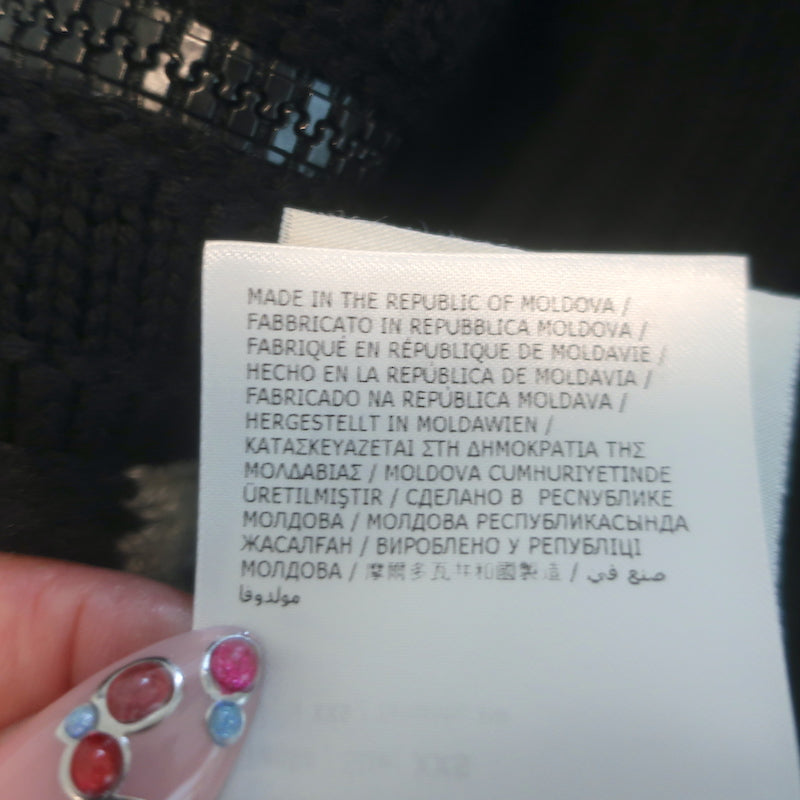 MADE IN THE REPUBLIC OF MOLDOVA /
FABBRICATO IN REPUBBLICA MOLDOVA /
FABRIQUÉ EN RÉPUBLIQUE DE MOLDAVIE /
HECHO EN LA REPÚBLICA DE MOLDAVIA /
FABRICADO NA REPÚBLICA MOLDAVA /
HERGESTELLT IN MOLDAWIEN /
ΚΑΤΑΣΚΕΥΑΖΕΤΑΙ ΣΤΗ ΔΗΜΟΚΡΑΤΙΑ ΤΗΣ
ΜΟΛΔΑΒΙΑΣ / MOLDOVA CUMHURIYETINDE
ÜRETILMIŞTIR / СДЕЛАНО В РЕСПУБЛИКЕ
МОЛДОВА / МОЛДОВА РЕСПУБЛИКАСЫНДА
ЖАСАЛҒАН / ВИРОБЛЕНО У РЕПУБЛІЦІ
МОЛДОВА / 摩爾多瓦共和國製造 / صنع في
مولدوفا